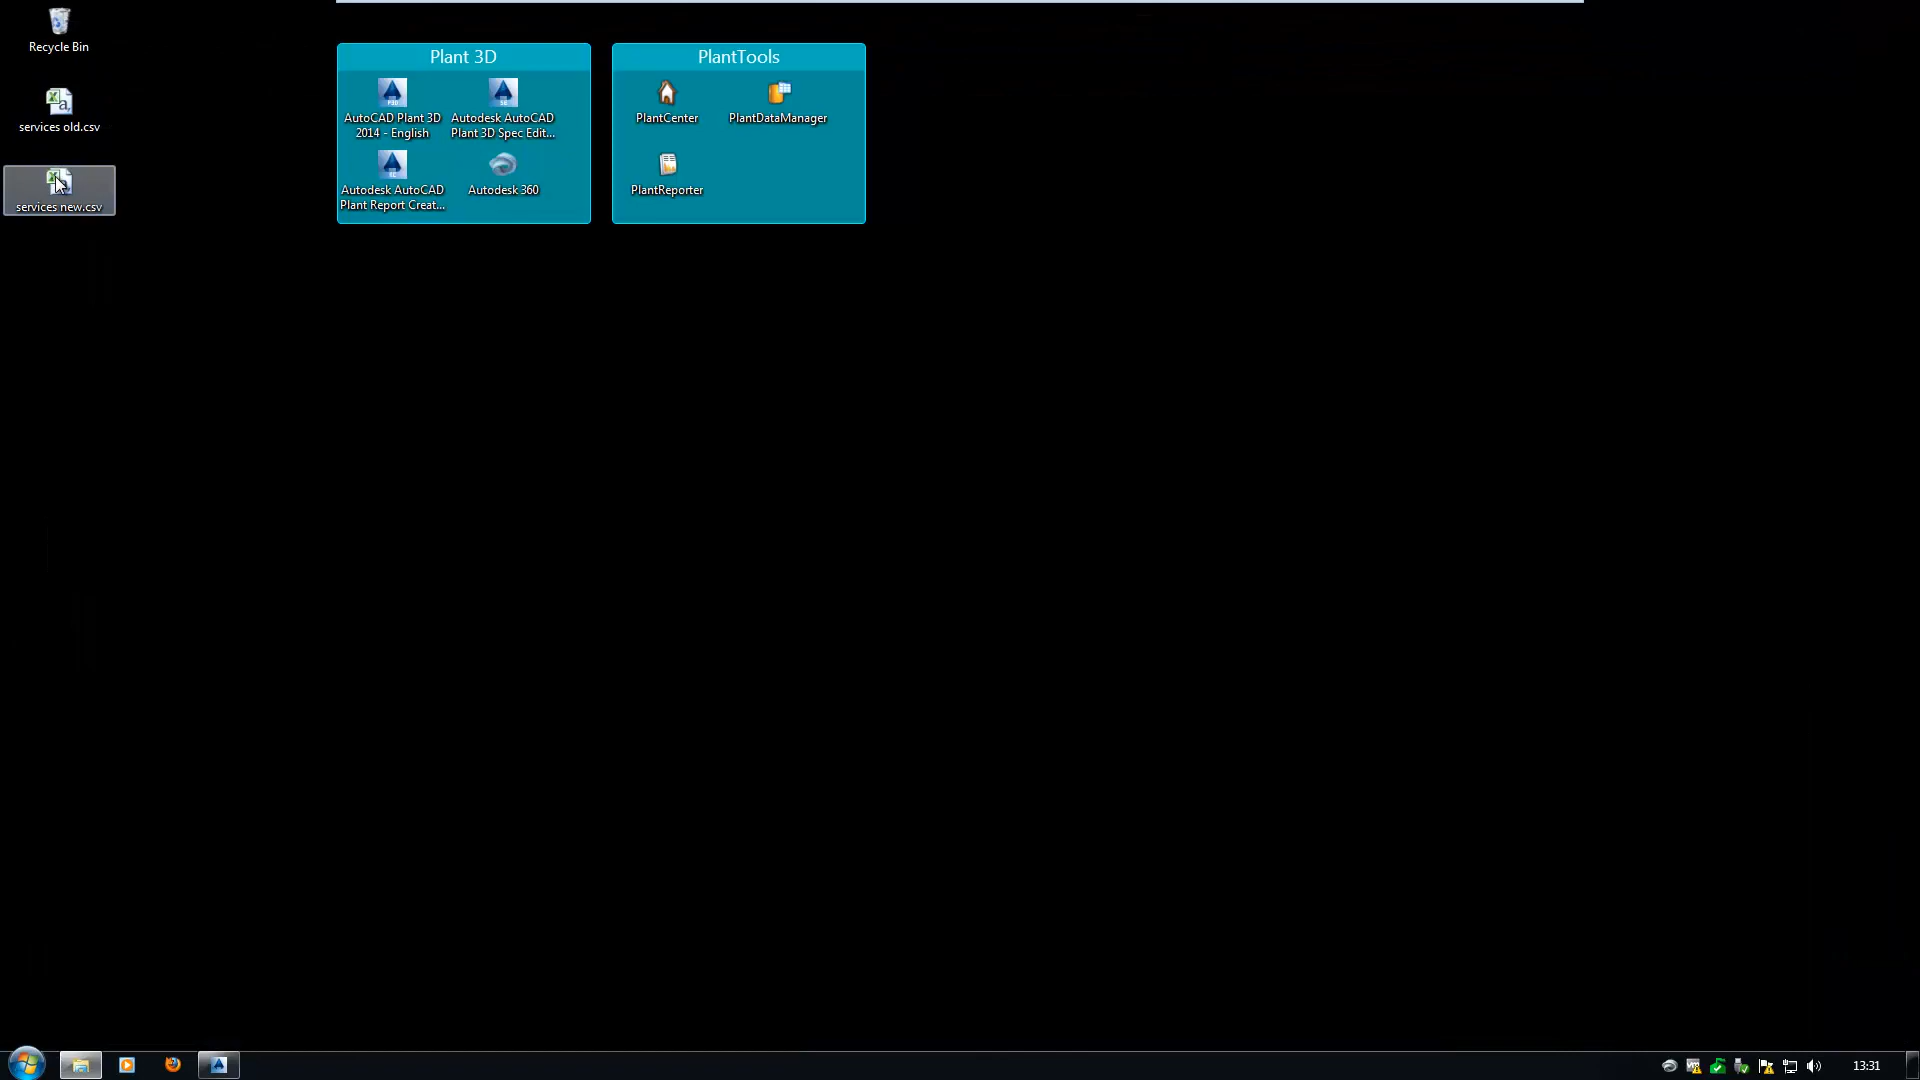 Recycle Bin
services old.csv
services new.csv
Plant 3D
AutoCAD Plant 3D
2014 - English
Autodesk AutoCAD
Plant 3D Spec Edit...
Autodesk AutoCAD
Plant Report Creat...
Autodesk 360
PlantTools
PlantCenter
PlantDataManager
PlantReporter
13:31